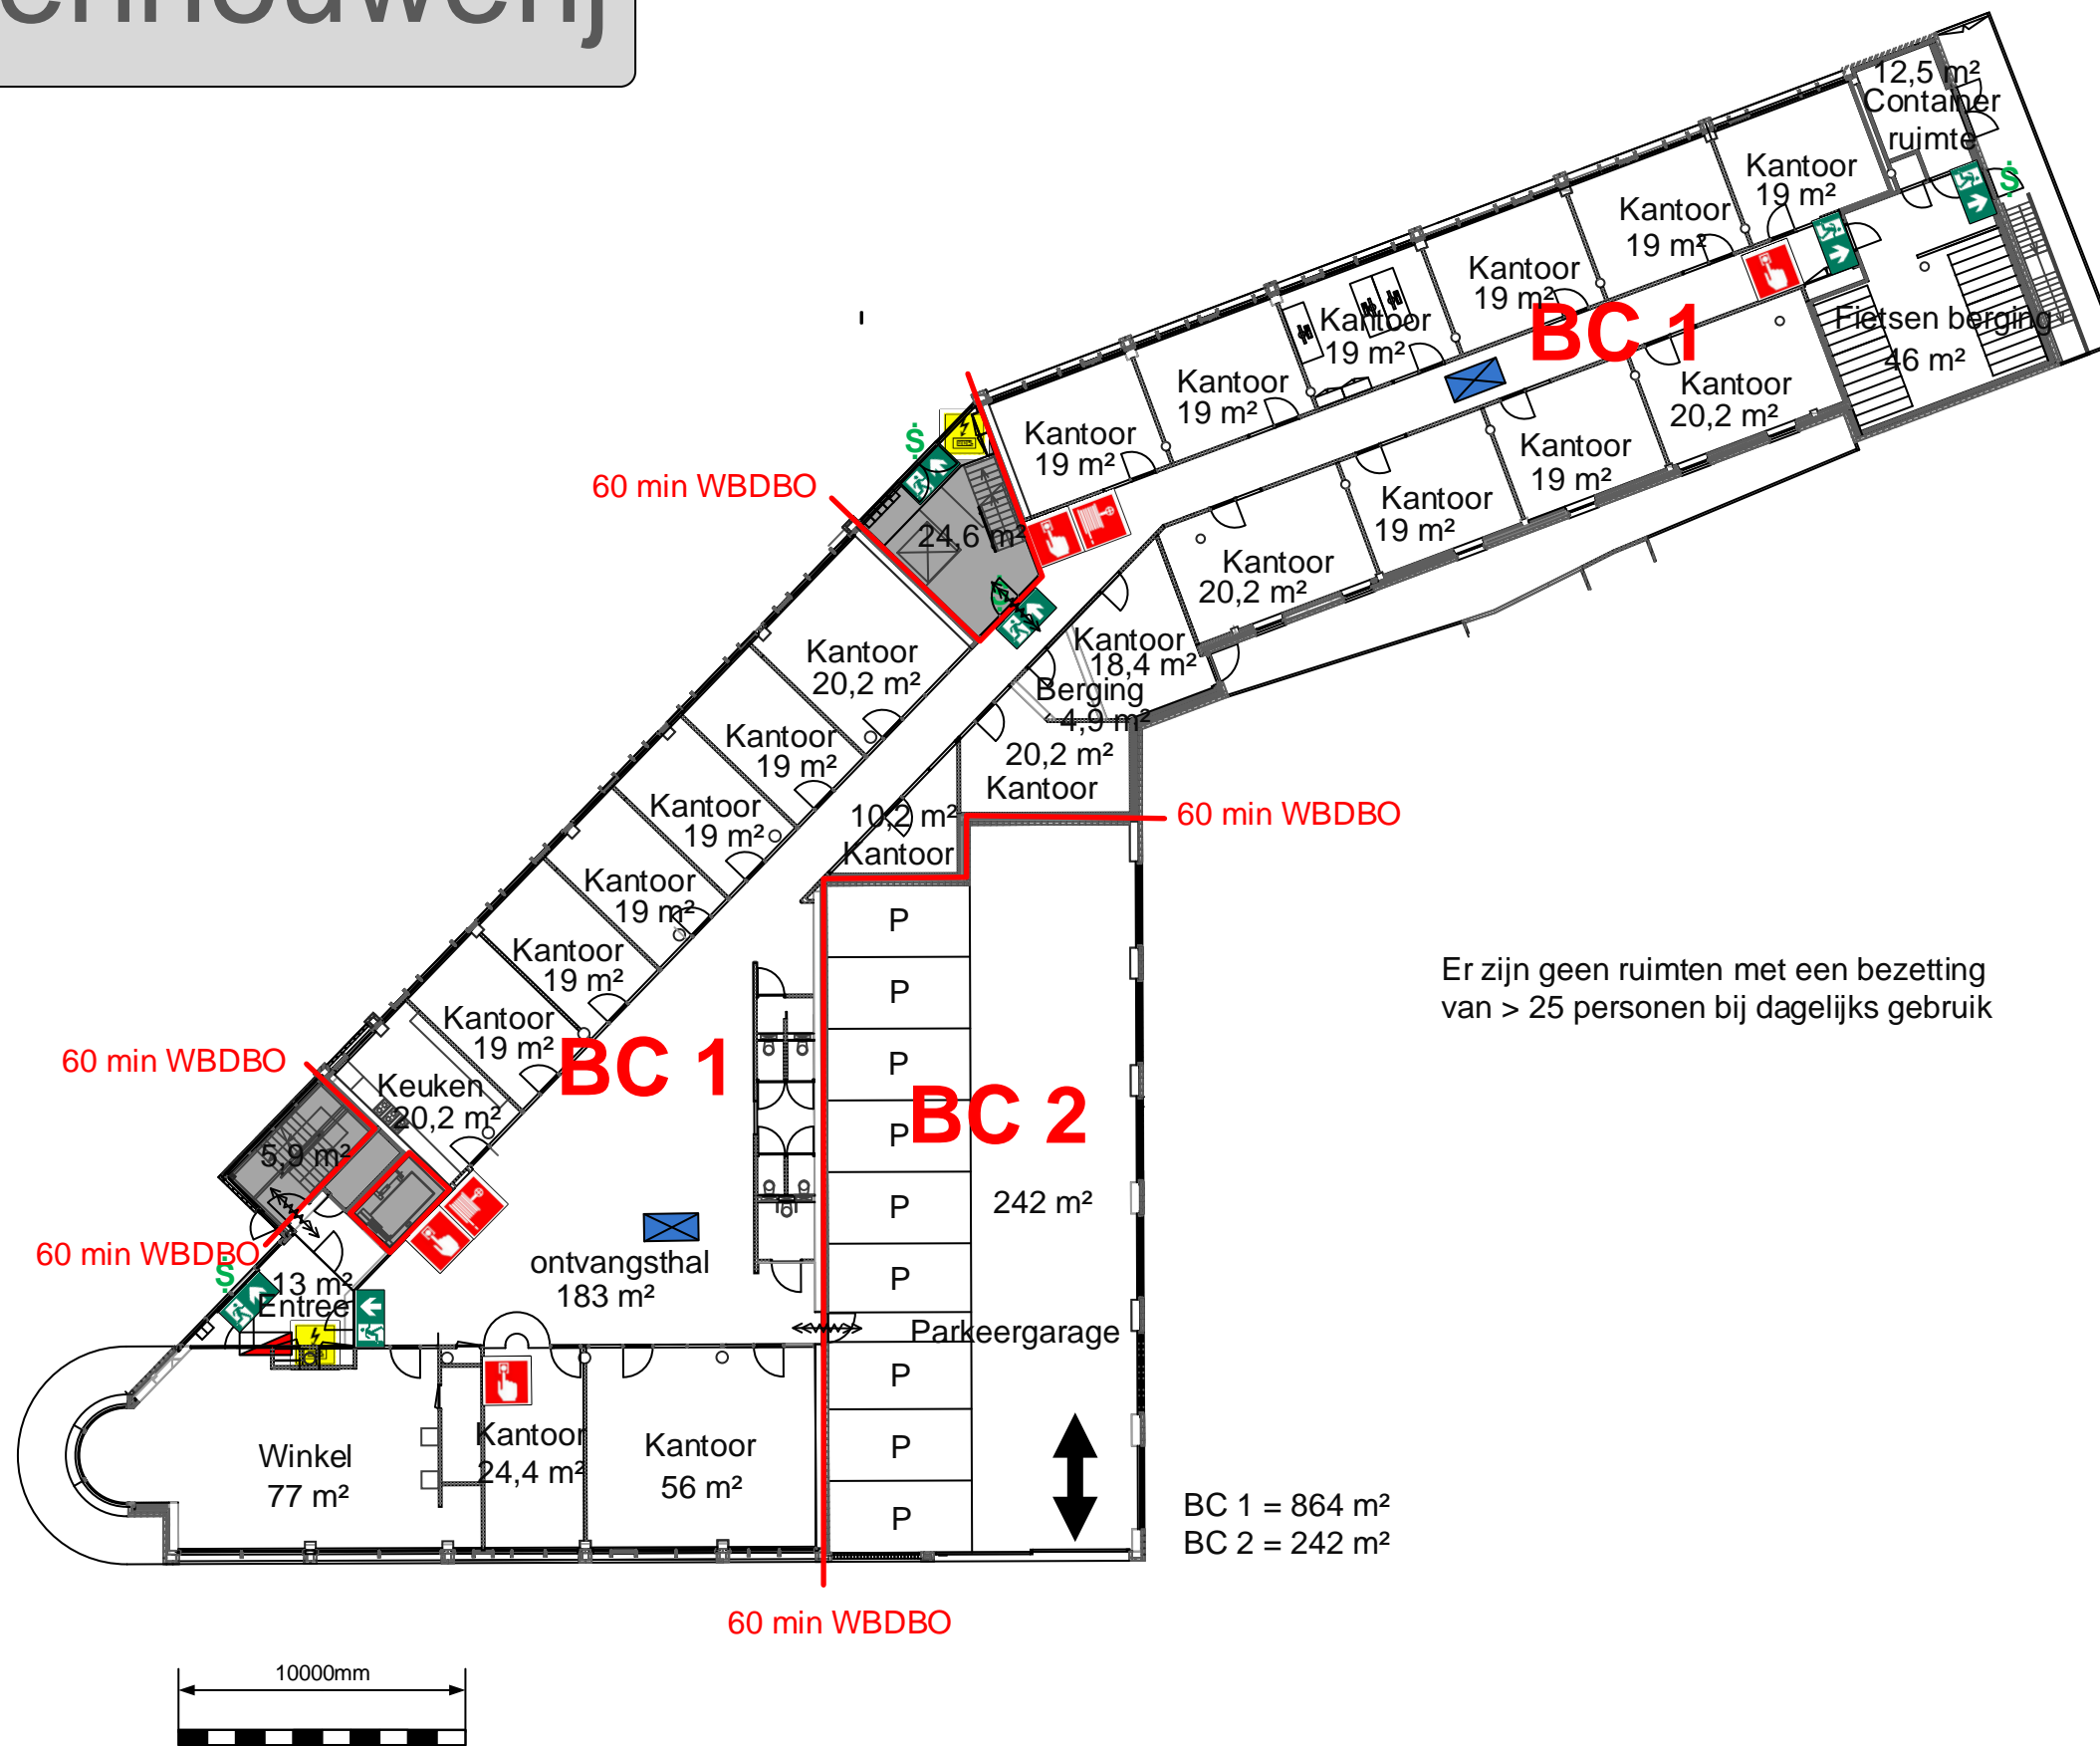 12,5 m²
Container
ruimte
Kantoor
19 m²
Kantoor
19 m²
Kantoor
19 m²
Kantoor
19 m²
Kantoor
19 m²
Kantoor
19 m²
BC 1
Fietsen berging
46 m²
Kantoor
20,2 m²
Kantoor
19 m²
Kantoor
19 m²
Kantoor
20,2 m²
60 min WBDBO
24,6 m²
Kantoor
18,4 m²
Berging
4,9 m²
20,2 m²
Kantoor
10,2 m²
Kantoor
60 min WBDBO
Kantoor
20,2 m²
Kantoor
19 m²
Kantoor
19 m²
Kantoor
19 m²
Kantoor
19 m²
Kantoor
19 m²
BC 1
Keuken
20,2 m²
60 min WBDBO
5,9 m²
60 min WBDBO
13 m²
Entree
ontvangsthal
183 m²
P
P
P
P
P
P
P
P
P
BC 2
242 m²
Parkeergarage
Er zijn geen ruimten met een bezetting
van > 25 personen bij dagelijks gebruik
Winkel
77 m²
Kantoor
24,4 m²
Kantoor
56 m²
BC 1 = 864 m²
BC 2 = 242 m²
60 min WBDBO
10000mm